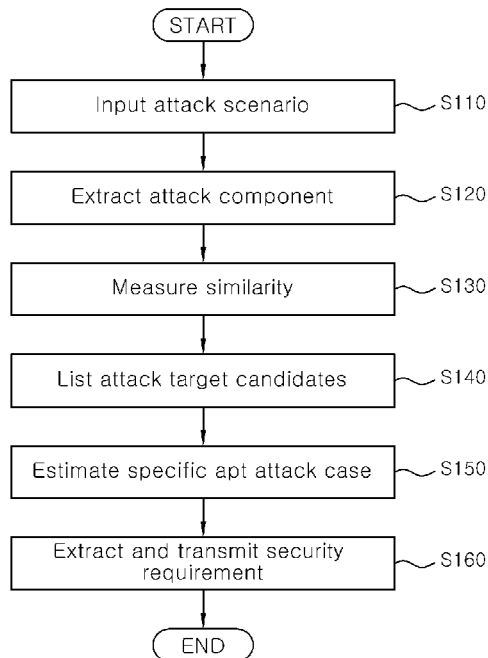 START
Input attack scenario
S110
Extract attack component
S120
Measure similarity
S130
List attack target candidates
S140
Estimate specific apt attack case
S150
Extract and transmit security
requirement
S160
END